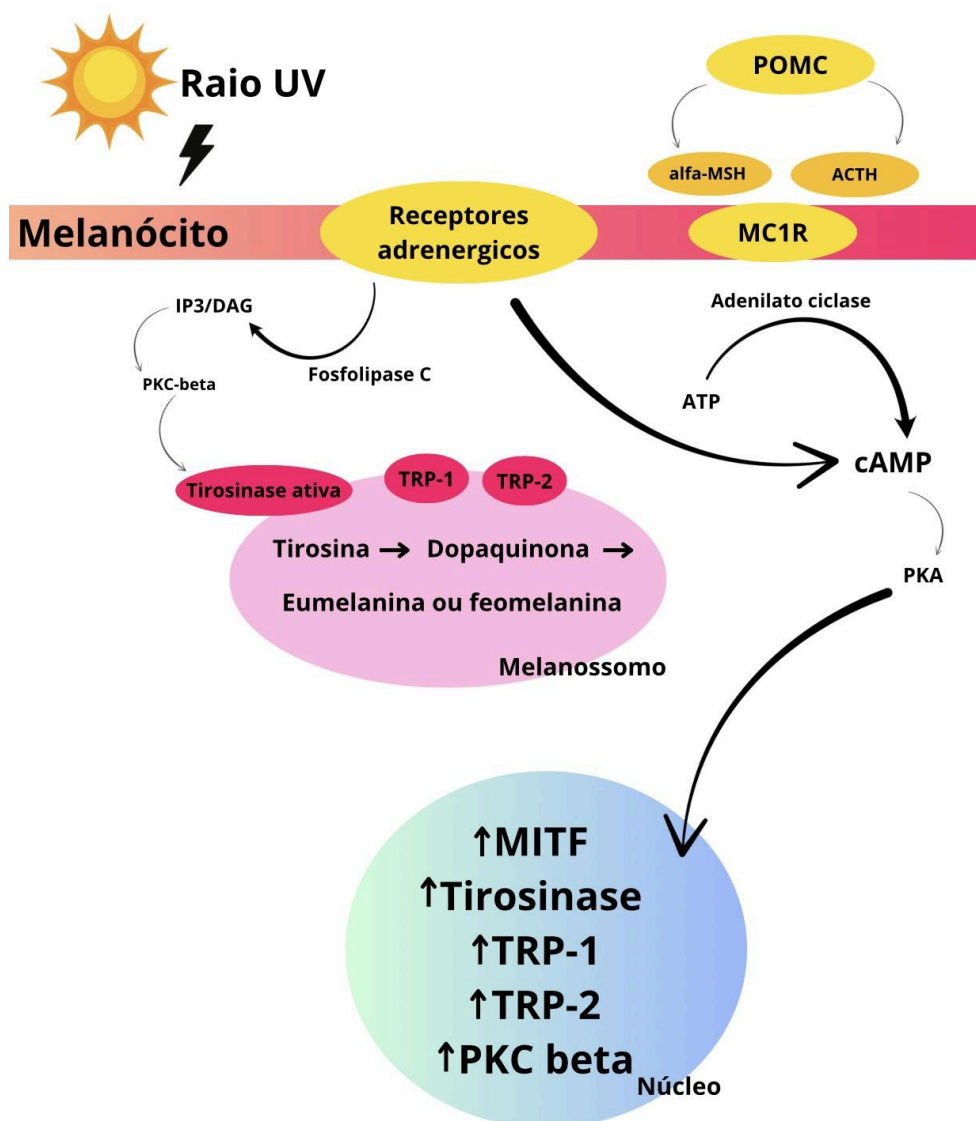 Raio UV
POMC
alfa-MSH
ACTH
Melanócito
Receptores
adrenergicos
MC1R
IP3/DAG
Fosfolipase C
PKC-beta
Adenilato ciclase
ATP
cAMP
PKA
Tirosinase ativa
TRP-1
TRP-2
Tirosina → Dopaquinona →
Eumelanina ou feomelanina
Melanossomo
↑MITF
↑Tirosinase
↑TRP-1
↑TRP-2
↑PKC beta
Núcleo